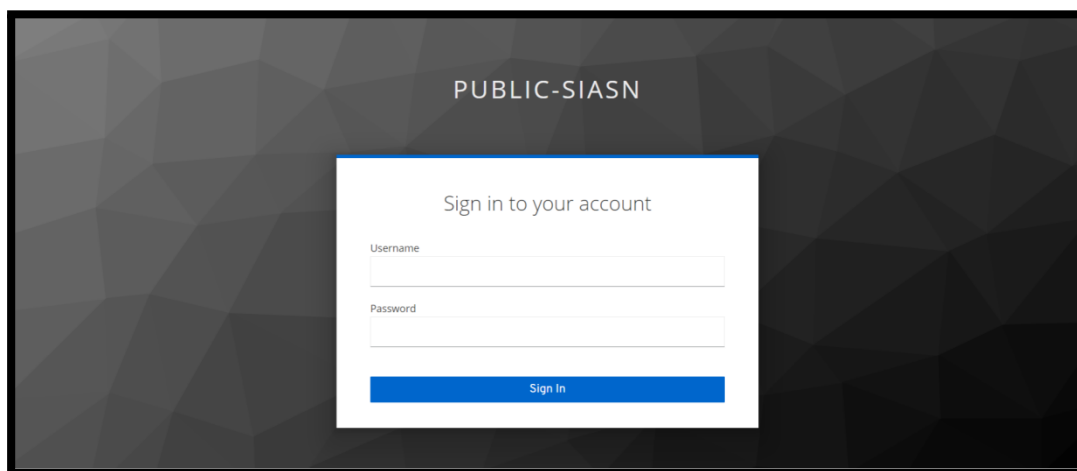 PUBLIC-SIASN
Sign in to your account
Username
Password
Sign In